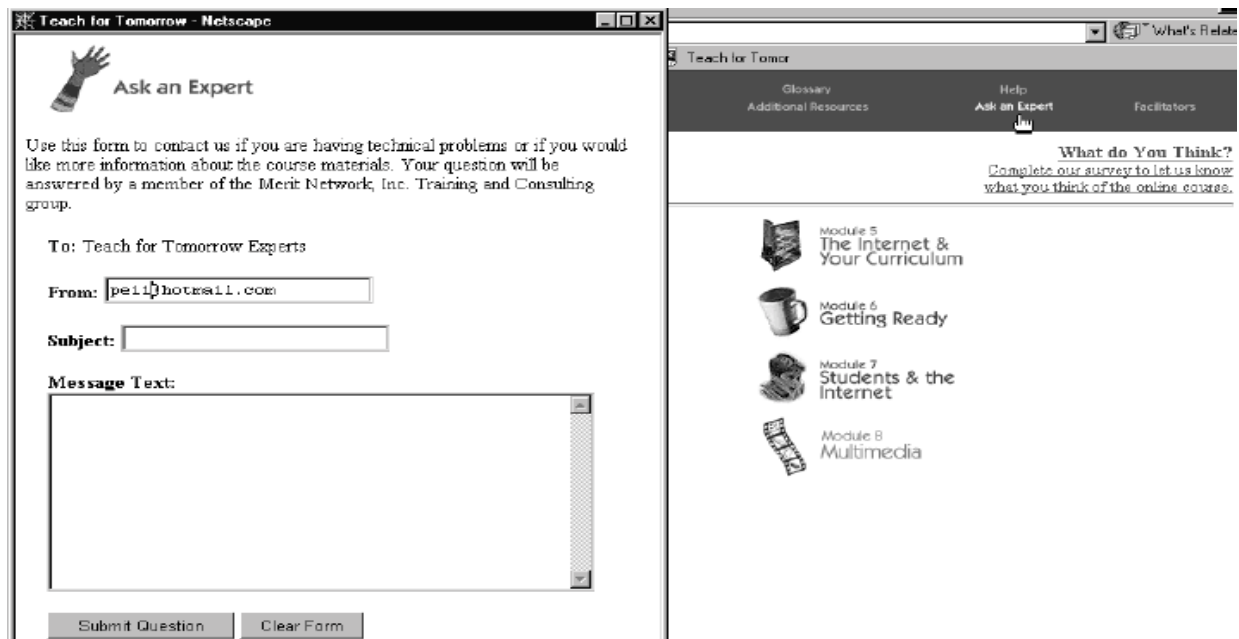 Teach for Tomorrow - Netscape
Ask an Expert
Use this form to contact us if you are having technical problems or if you would
like more information about the course materials. Your question will be
answered by a member of the Merit Network, Inc. Training and Consulting
group.
To: Teach for Tomorrow Experts
From:
hotmail.com
Subject:
Message Text:
Submit Question
Clear Form
What's Relate
Teach for Tomor
Glossary
Help
Additional Resources
Ask an Expert
Facilitators
What do You Think?
Complete our survey to let us know
what you think of the online course.
Module 5
The Internet &
Your Curriculum
Module 6
Getting Ready
Module 7
Students & the
Internet
Module 8
Multimedia